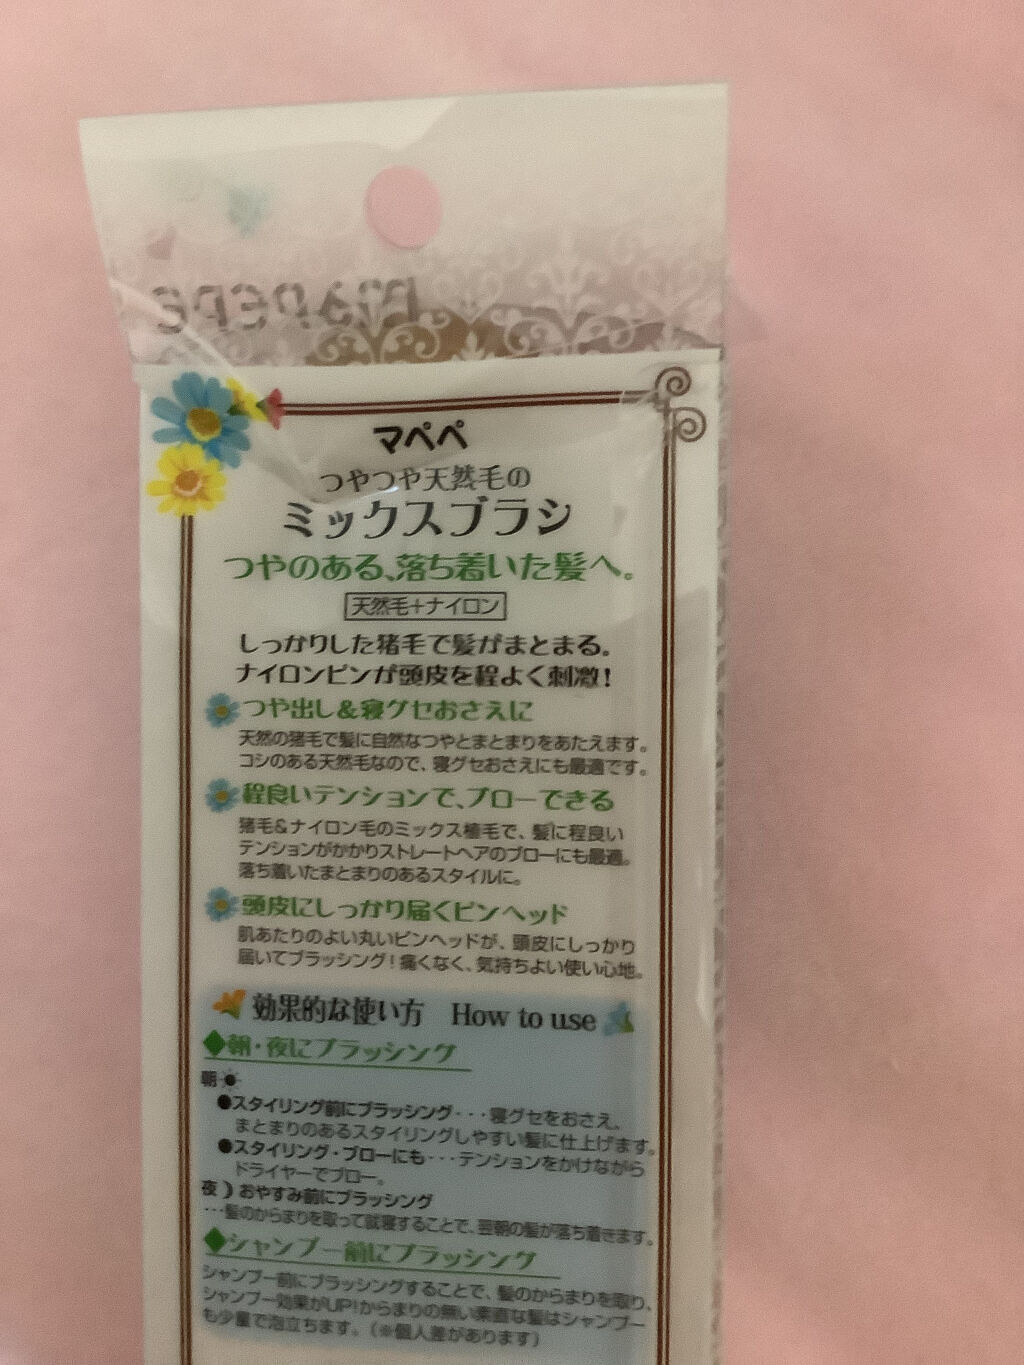 mapepe
マペペ
つやつや天然毛の
ミックスブラシ
つやのある、落ち着いた髪へ。
天然毛+ナイロン
しっかりした猪毛で髪がまとまる。
ナイロンピンが頭皮を程よく刺激!
つや出し&寝グセおさえに
天然の猪毛で髪に自然なつやとまとまりをあたえます。
コシのある天然毛なので、寝グセおさえにも最適です。
程良いテンションで、ブローできる
猪毛&ナイロン毛のミックス植毛で、髪に程良い
テンションがかかりストレートヘアのブローにも最適。
落ち着いたまとまりのあるスタイルに。
頭皮にしっかり届くピンヘッド
肌あたりのよい丸いピンヘッドが、頭皮にしっかり
届いてブラッシング!痛くなく、気持ちよい使い心地。
効果的な使い方 How to use
◆朝・夜にブラッシング
朝
●スタイリング前にブラッシング・・・寝グセをおさえ、
まとまりのあるスタイリングしやすい髪に仕上げます。
●スタイリング・ブローにも・・・テンションをかけながら
ドライヤーでブロー。
夜 おやすみ前にブラッシング
・・・髪のからまりを取って就寝することで、翌朝の髪が落ち着きます。
◆シャンプー前にブラッシング
シャンプー前にブラッシングすることで、髪のからまりを取り、
シャンプー効果がUP!からまりの無い素直な髪はシャンプー
も少量で泡立ちます。(※個人差があります)